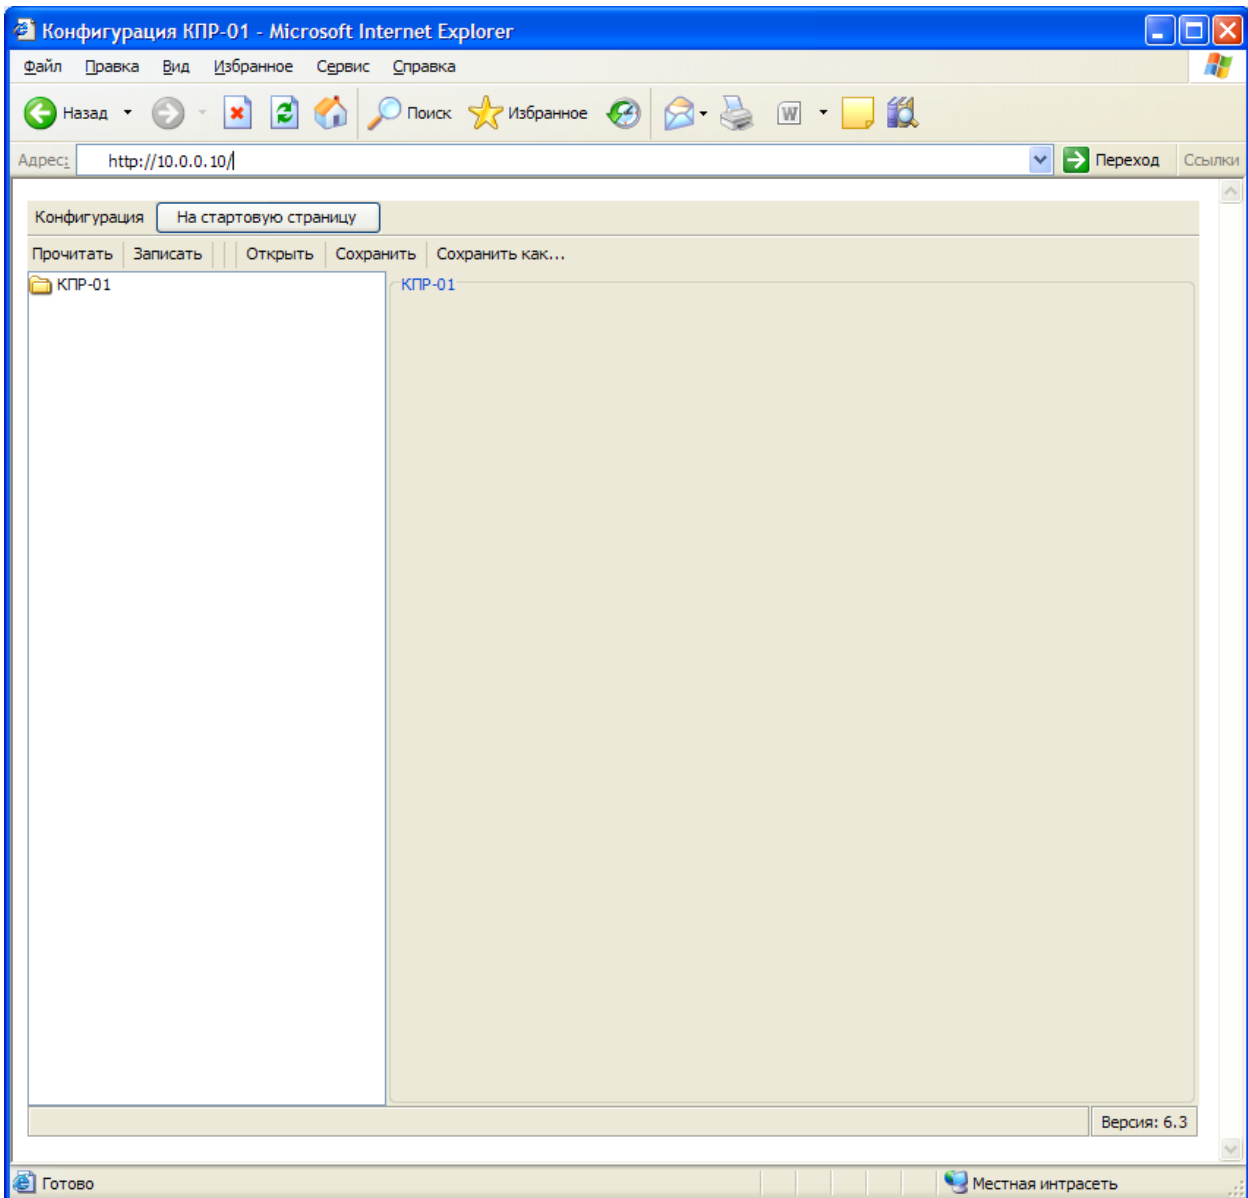 Конфигурация КПР-01 - Microsoft Internet Explorer
Файл Правка Вид Избранное Сервис Справка
Назад Поиск Избранное W
Адрес: http://10.0.0.10/ Переход Ссылки
Конфигурация На стартовую страницу
Прочитать Записать Открыть Сохранить Сохранить как...
КПР-01 КПР-01
Версия: 6.3
Готово Местная интрасеть